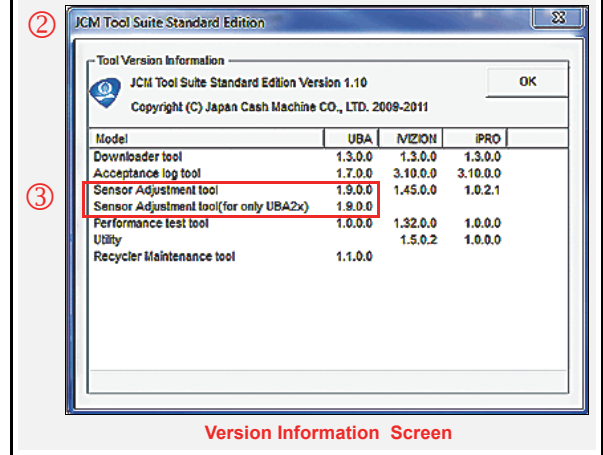 ②
JCM Tool Suite Standard Edition
Tool Version Information
JCM Tool Suite Standard Edition Version 1.10
OK
Copyright (C) Japan Cash Machine CO., LTD. 2009-2011
Model UBA iVIZION iPRO
Downloader tool 1.3.0.0 1.3.0.0 1.3.0.0
Acceptance log tool 1.7.0.0 3.10.0.0 3.10.0.0
③
Sensor Adjustment tool 1.9.0.0 1.45.0.0 1.0.2.1
Sensor Adjustment tool(for only UBA2x) 1.9.0.0
Performance test tool 1.0.0.0 1.32.0.0 1.0.0.0
Utility 1.5.0.2 1.0.0.0
Recycler Maintenance tool 1.1.0.0
Version Information Screen